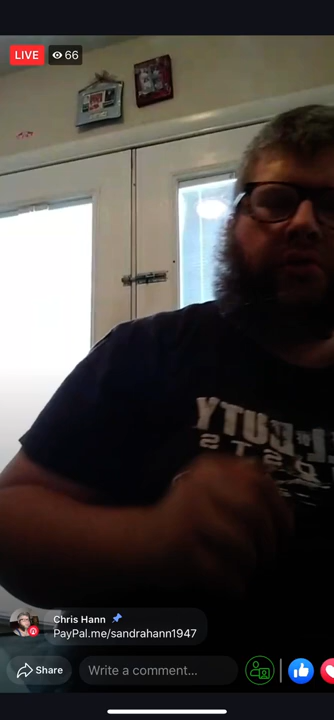 LIVE 66
Chris Hann
PayPal.me/sandrahann1947
Share
Write a comment...